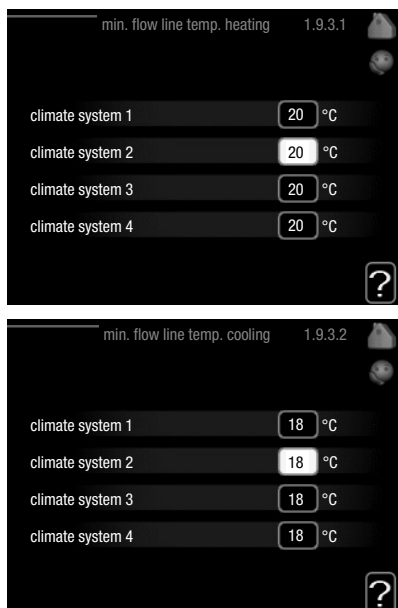 min. flow line temp. heating 1.9.3.1
climate system 1 20 °C
climate system 2 20 °C
climate system 3 20 °C
climate system 4 20 °C
?
min. flow line temp. cooling 1.9.3.2
climate system 1 18 °C
climate system 2 18 °C
climate system 3 18 °C
climate system 4 18 °C
?